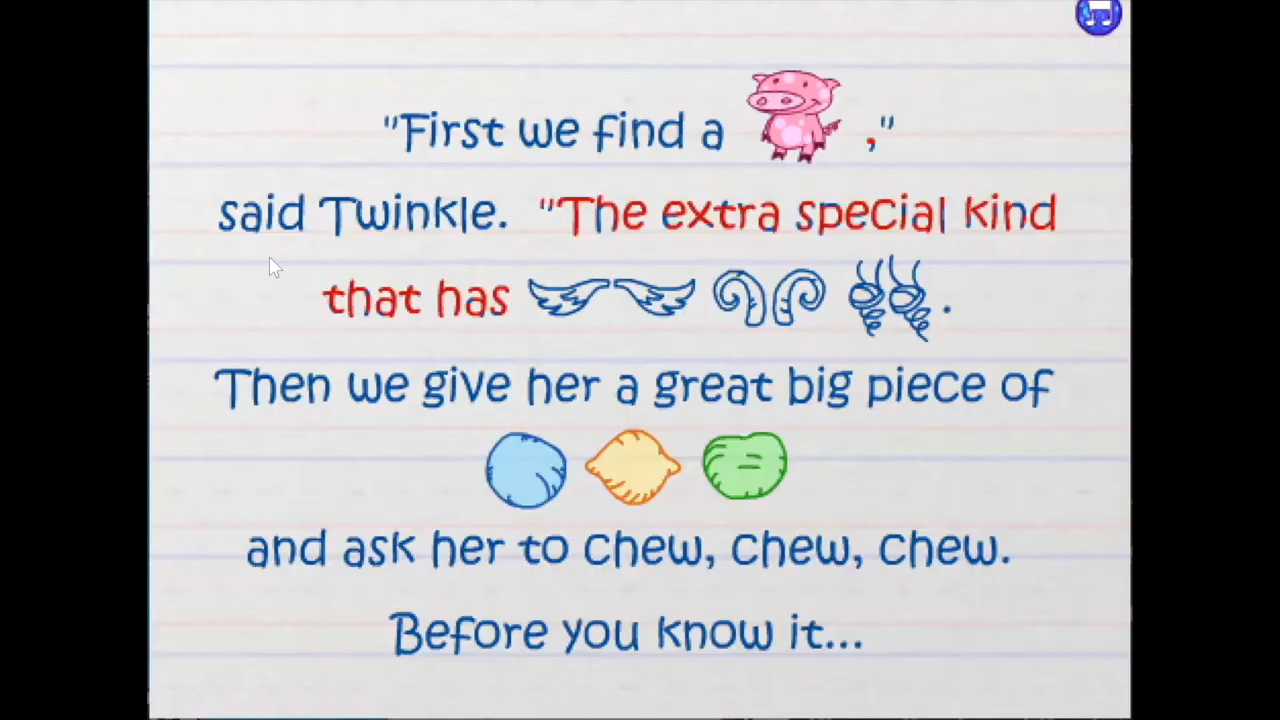 "First we find a ,"
said Twinkle. "The extra special kind
that has .
Then we give her a great big piece of
and ask her to chew, chew, chew.
Before you know it...